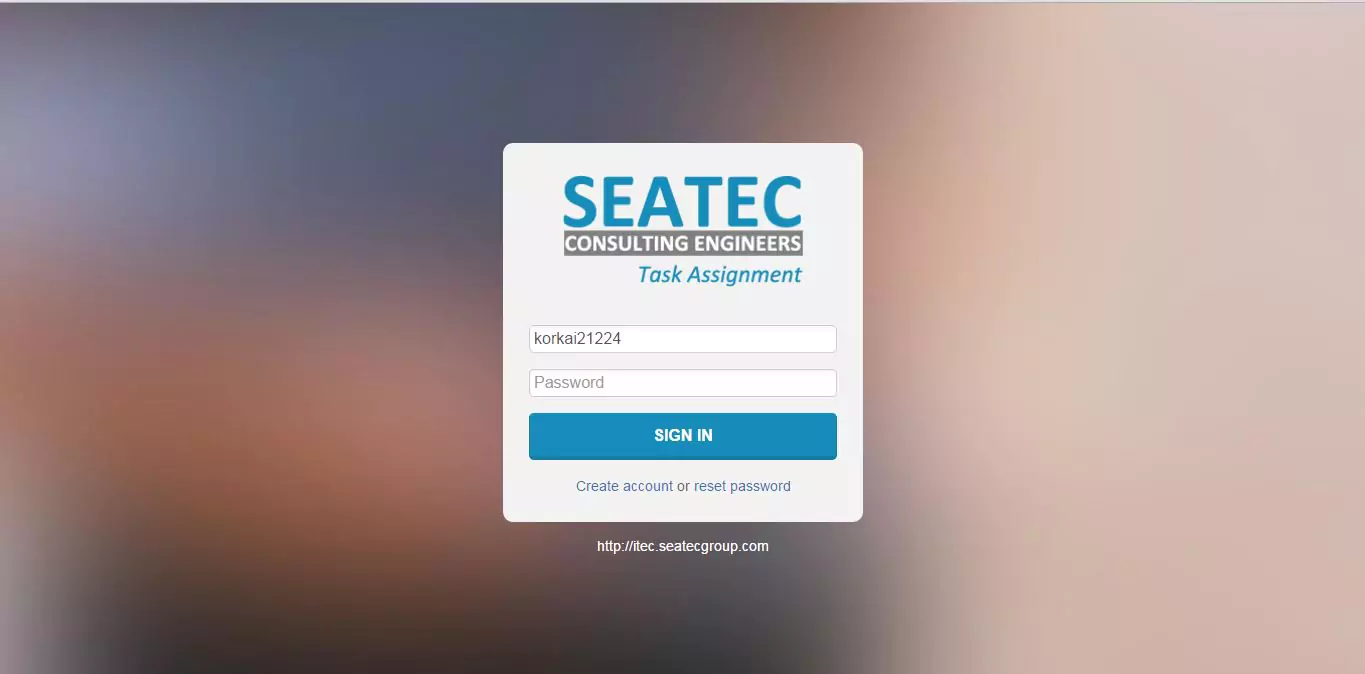 SEATEC
CONSULTING ENGINEERS
Task Assignment
korkai21224
Password
SIGN IN
Create account or reset password
http://itec.seatecgroup.com